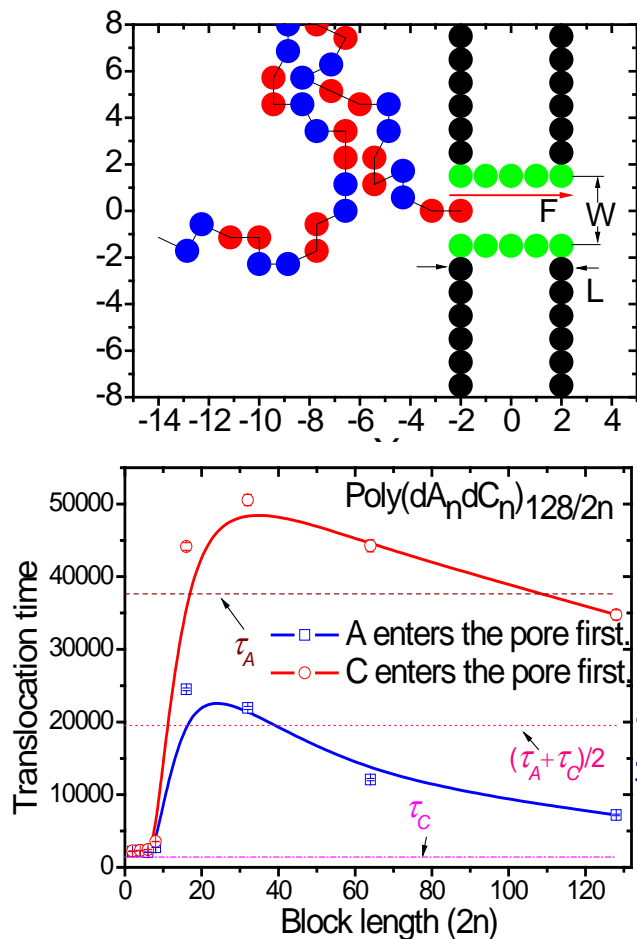 8
6
4
2
0
-2
-4
-6
-8
F
W
L
-14 -12 -10 -8 -6 -4 -2 0 2 4
Poly(dAₙdCₙ)₁₂₈/₂ₙ
50000
40000
30000
20000
10000
0
τ_A
A enters the pore first.
C enters the pore first.
(τ_A+τ_C)/2
τ_C
Translocation time
0 20 40 60 80 100 120
Block length (2n)